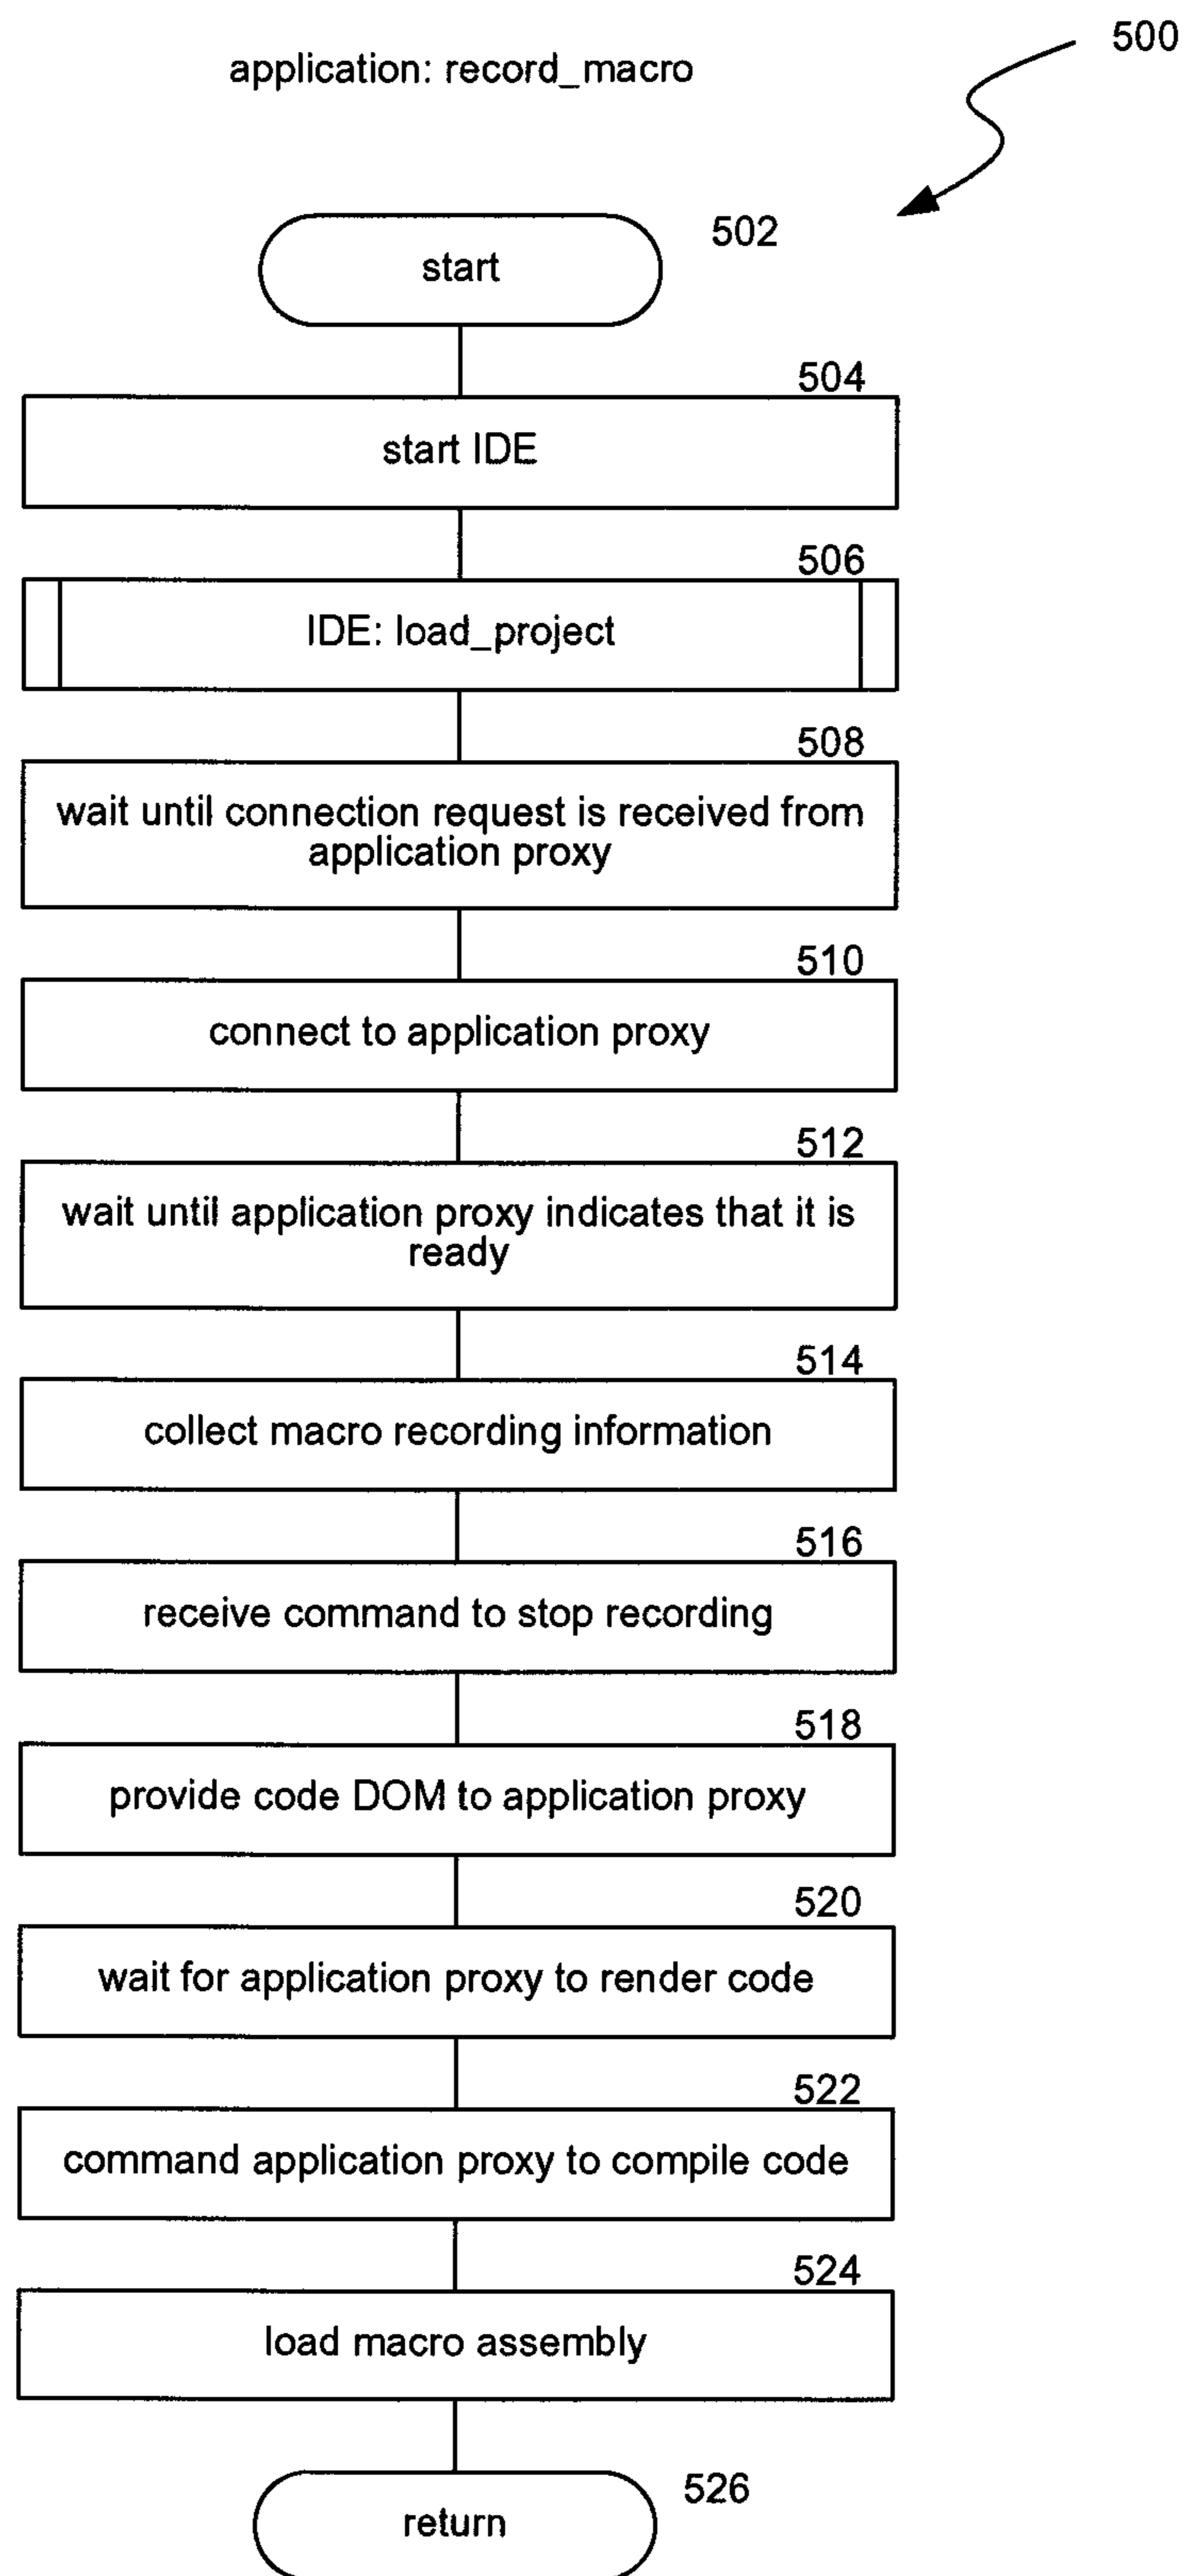 500
application: record_macro
502
start
504
start IDE
506
IDE: load_project
508
wait until connection request is received from
application proxy
510
connect to application proxy
512
wait until application proxy indicates that it is
ready
514
collect macro recording information
516
receive command to stop recording
518
provide code DOM to application proxy
520
wait for application proxy to render code
522
command application proxy to compile code
524
load macro assembly
526
return